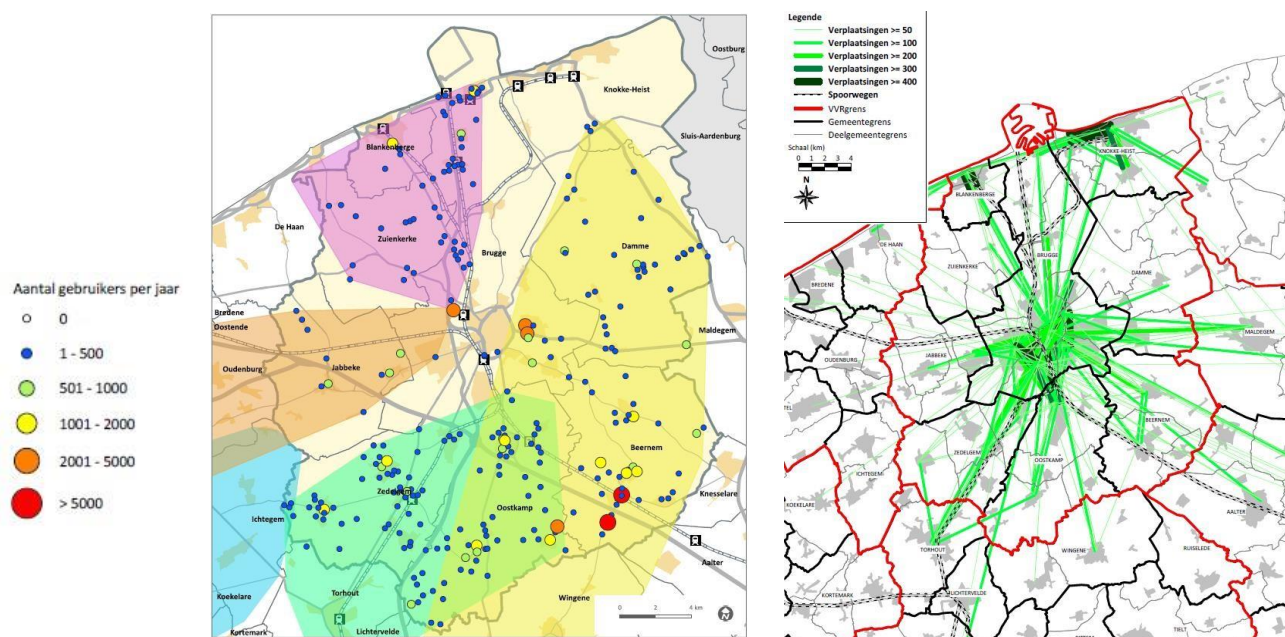 Aantal gebruikers per jaar
0
1 - 500
501 - 1000
1001 - 2000
2001 - 5000
> 5000
Oostburg
Knokke-Heist
Sluis-Aardenburg
Blankenberge
De Haan
Zuienkerke
Brugge
Damme
Bredene
Oostende
Maldegem
Oudenburg
Jabbeke
Beernem
Knesselare
Zedelgem
Oostkamp
Ichtegem
Aalter
Koekelare
Torhout
Wingene
Kortemark
Lichtervelde
0 2 4 km
N
Legende
Verplaatsingen >= 50
Verplaatsingen >= 100
Verplaatsingen >= 200
Verplaatsingen >= 300
Verplaatsingen >= 400
Spoorwegen
VVRgrens
Gemeentegrens
Deelgemeentegrens
Schaal (km)
0 1 2 3 4
N
KNOKKE-HEIST
BLANKENBERGE
DE HAAN
BRUGGE
ZUIENKERKE
DAMME
BREDENE
MALDEGEM
OUDENBURG
JABBEKE
BEERNEM
ZEDELGEM
OOSTKAMP
ICHTEGEM
KOEKELARE
AALTER
TORHOUT
WINGENE
RUISELEDE
LICHTERVELDE
KORTEMARK
TIELT